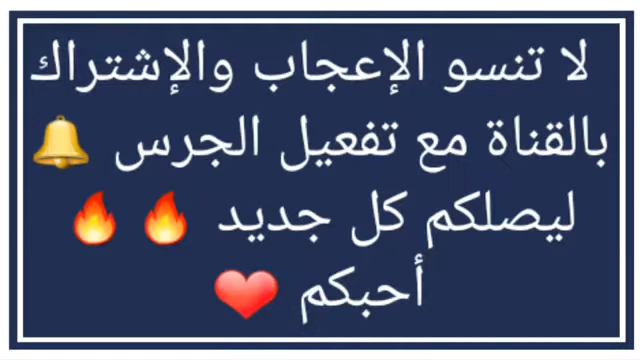 لا تنسو الإعجاب والإشتراك
بالقناة مع تفعيل الجرس 🔔
ليصلكم كل جديد 🔥 🔥
أحبكم ❤